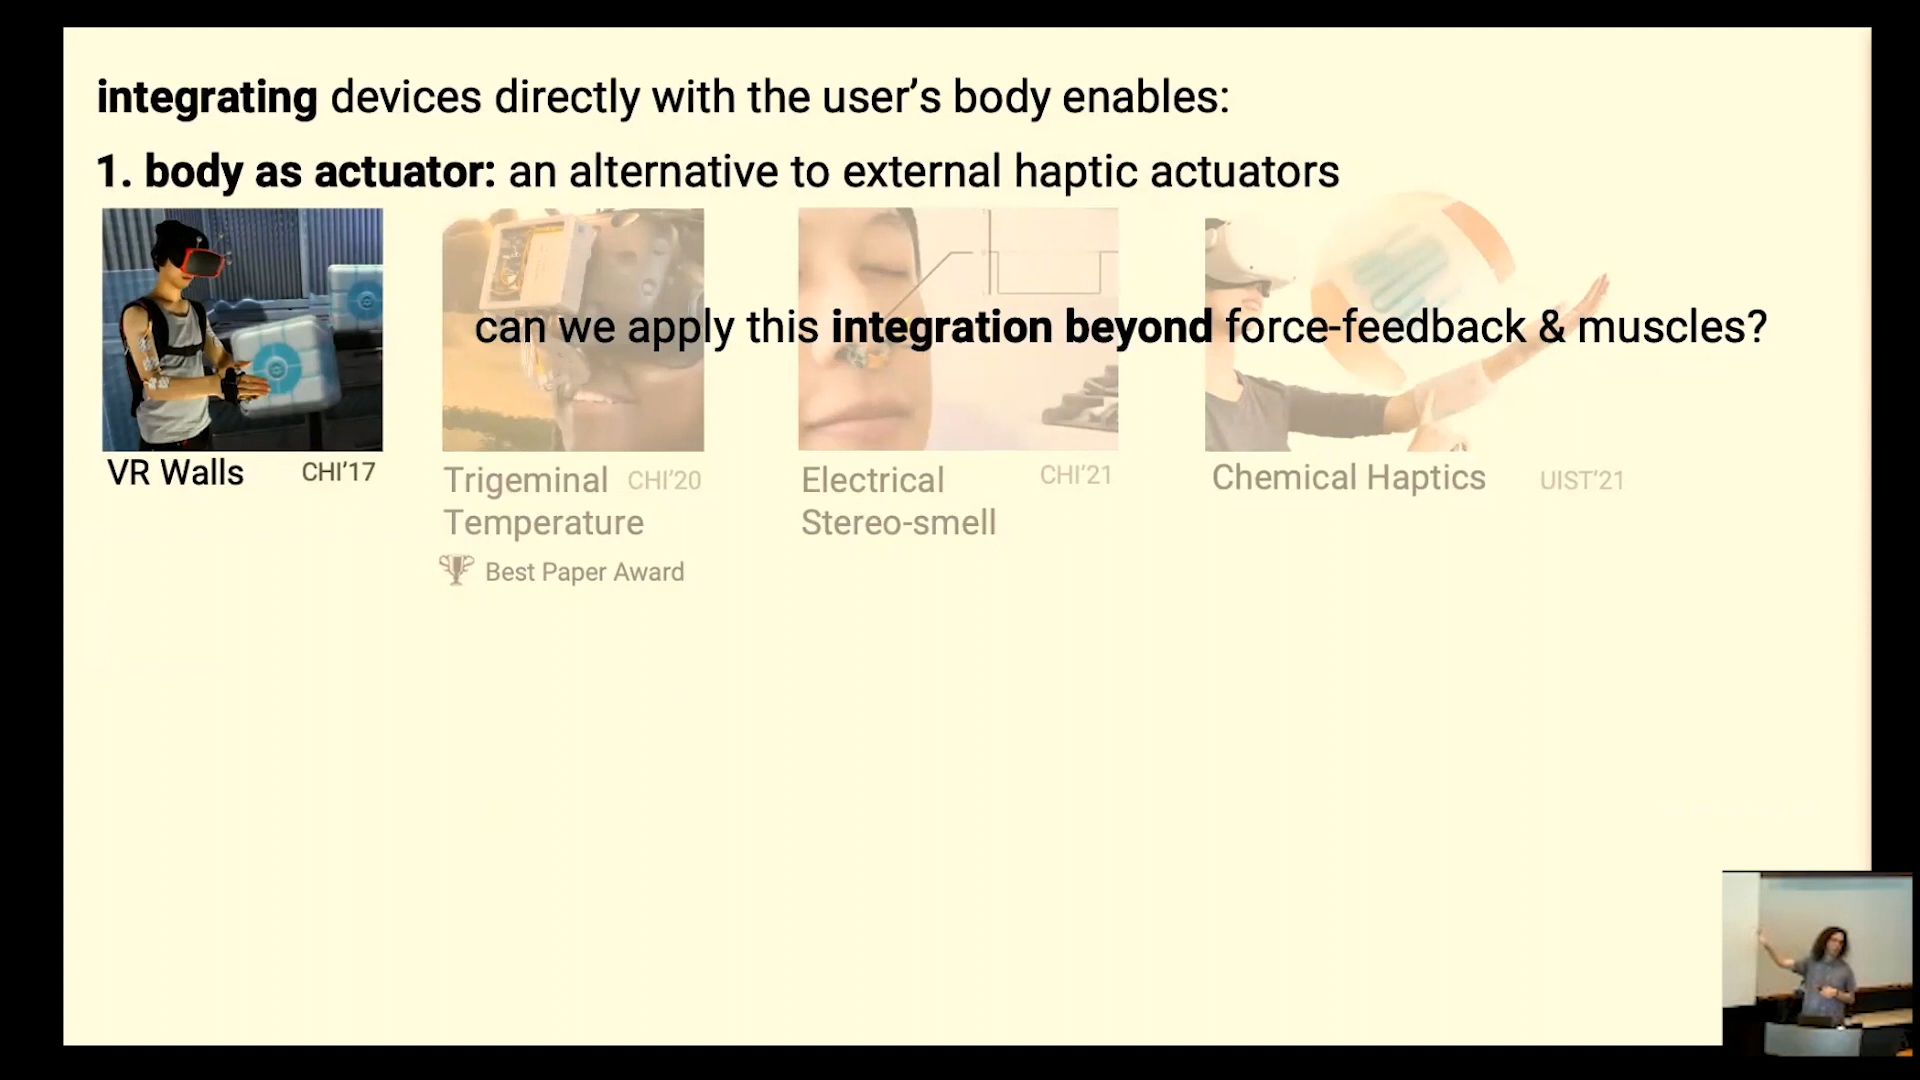 integrating devices directly with the user's body enables:
1. body as actuator: an alternative to external haptic actuators
can we apply this integration beyond force-feedback & muscles?
VR Walls CHI'17
Trigeminal Temperature CHI'20
Best Paper Award
Electrical Stereo-smell CHI'21
Chemical Haptics UIST'21